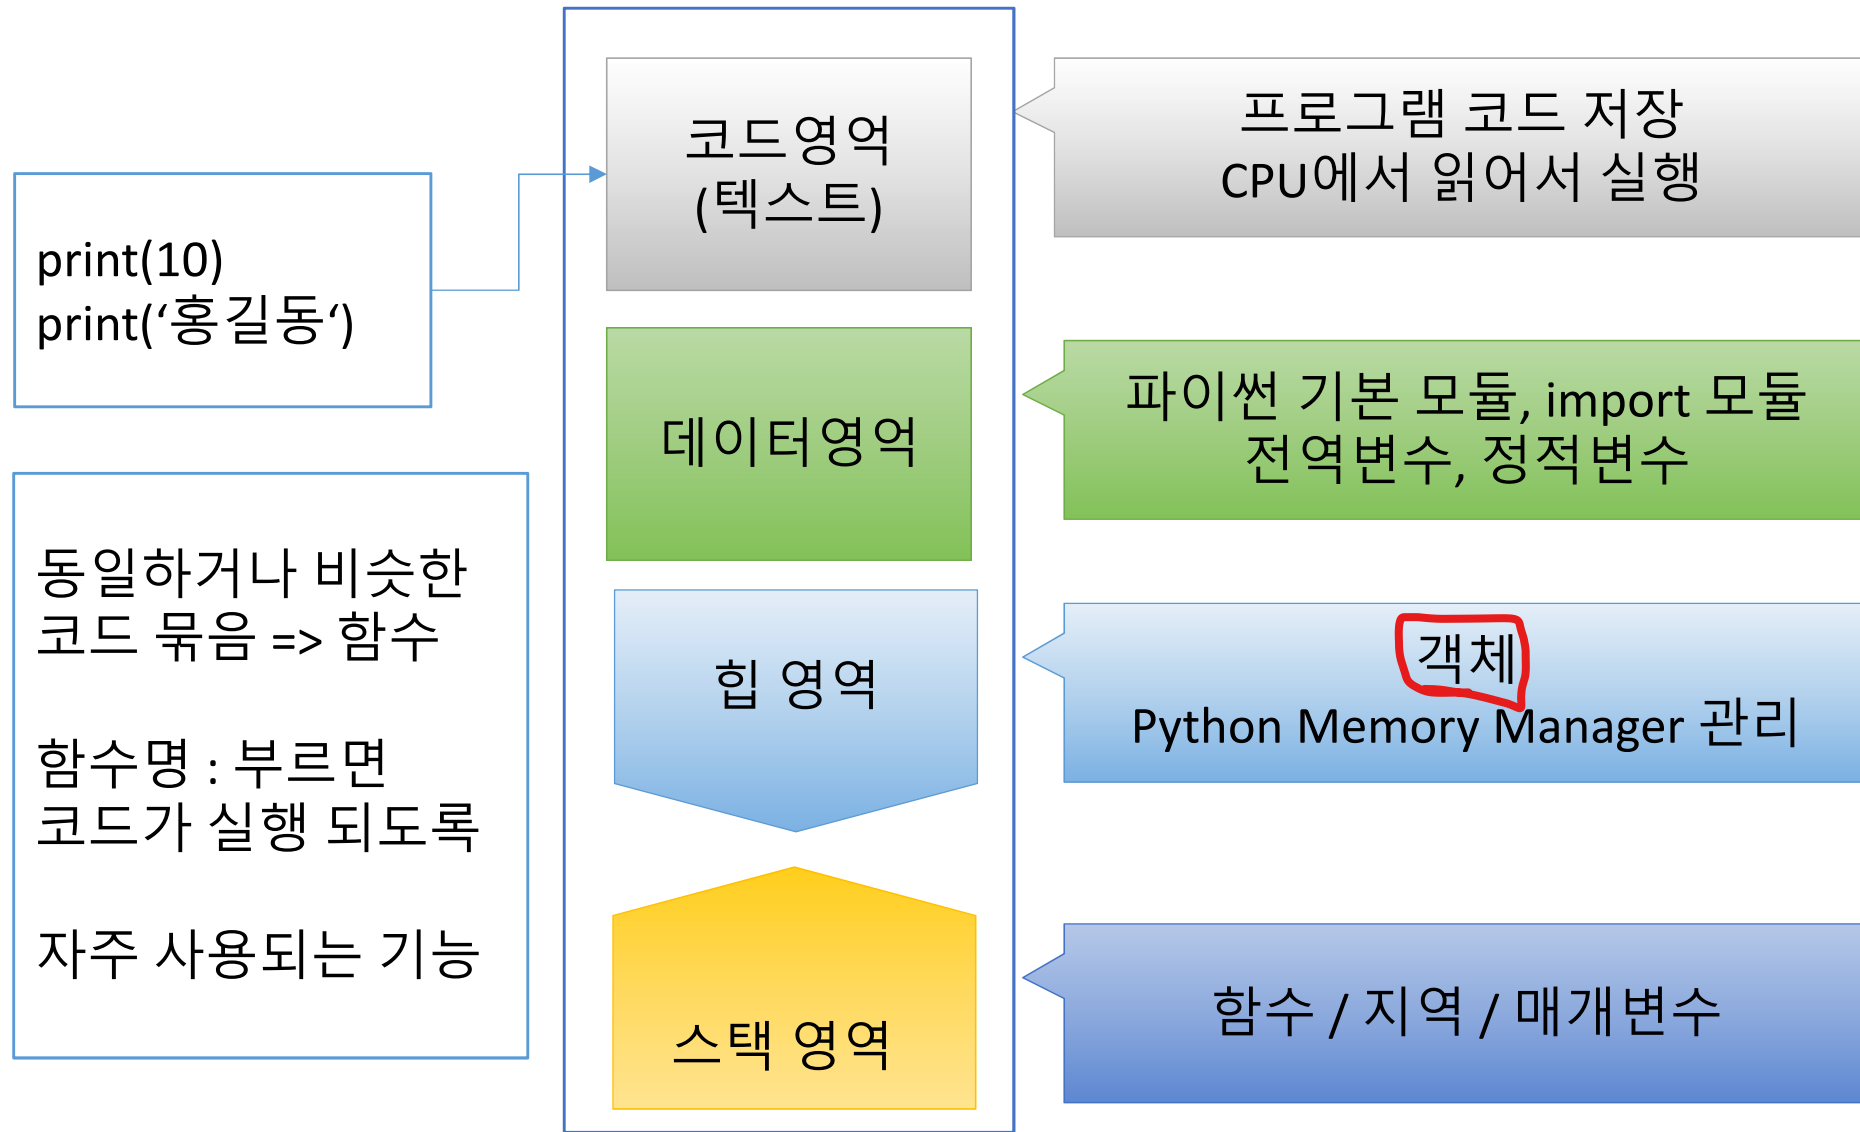 print(10)
print(‘홍길동‘)
동일하거나 비슷한
코드 묶음 => 함수
함수명 : 부르면
코드가 실행 되도록
자주 사용되는 기능
코드영억
(텍스트)
데이터영억
힙 영역
스택 영역
프로그램 코드 저장
CPU에서 읽어서 실행
파이썬 기본 모듈, import 모듈
전역변수, 정적변수
객체
Python Memory Manager 관리
함수 / 지역 / 매개변수